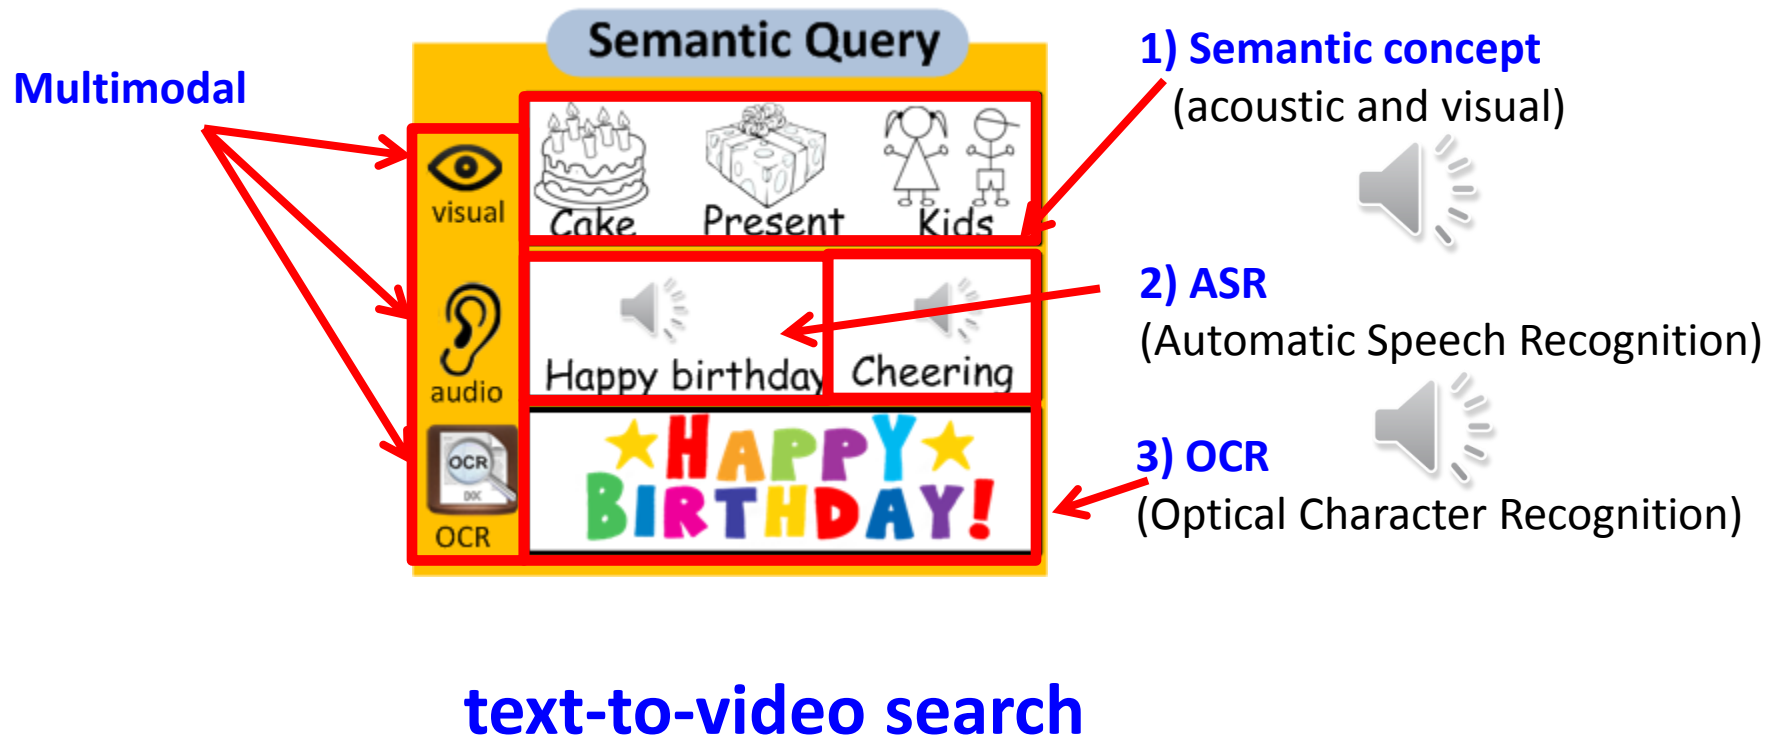 Semantic Query
Multimodal
visual
Cake Present Kids
audio
Happy birthday
Cheering
OCR
DOC
OCR
HAPPY
BIRTHDAY!
1) Semantic concept
(acoustic and visual)
2) ASR
(Automatic Speech Recognition)
3) OCR
(Optical Character Recognition)
text-to-video search